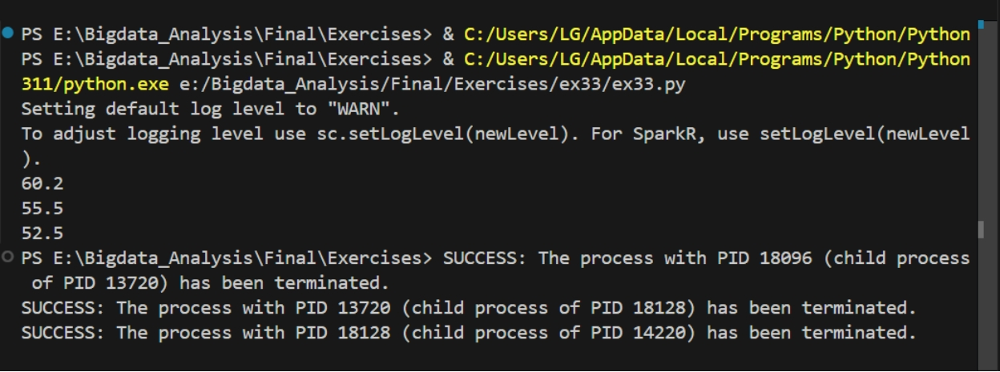 PS E:\Bigdata_Analysis\Final\Exercises> & C:/Users/LG/AppData/Local/Programs/Python/Python
PS E:\Bigdata_Analysis\Final\Exercises> & C:/Users/LG/AppData/Local/Programs/Python/Python
311/python.exe e:/Bigdata_Analysis/Final/Exercises/ex33/ex33.py
Setting default log level to "WARN".
To adjust logging level use sc.setLogLevel(newLevel). For SparkR, use setLogLevel(newLevel
).
60.2
55.5
52.5
PS E:\Bigdata_Analysis\Final\Exercises> SUCCESS: The process with PID 18096 (child process
 of PID 13720) has been terminated.
SUCCESS: The process with PID 13720 (child process of PID 18128) has been terminated.
SUCCESS: The process with PID 18128 (child process of PID 14220) has been terminated.